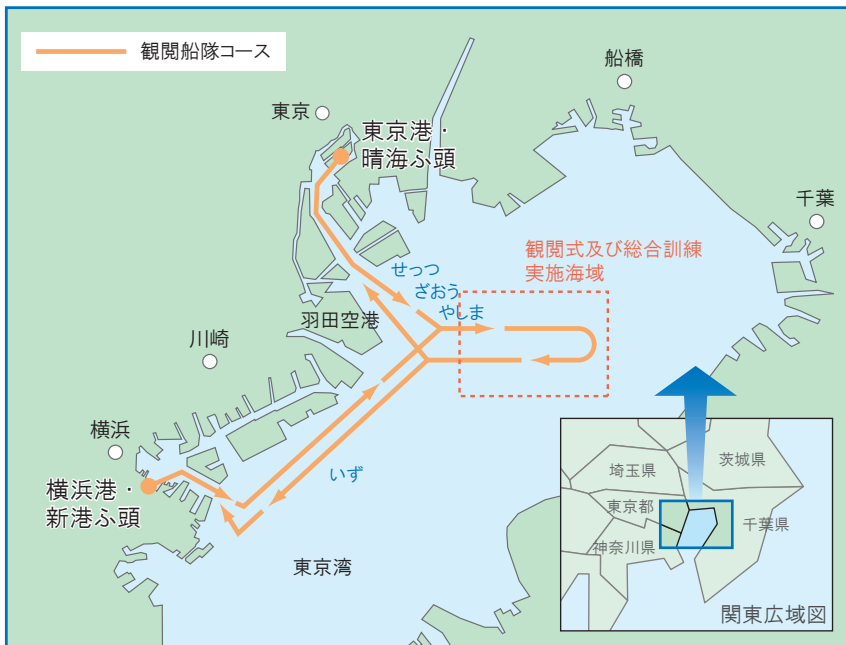 観閲船隊コース
船橋
東京
東京港・
晴海ふ頭
千葉
観閲式及び総合訓練
実施海域
せっつ
ざおう
やしま
羽田空港
川崎
横浜
いず
横浜港・
新港ふ頭
東京湾
茨城県
埼玉県
東京都
千葉県
神奈川県
関東広域図